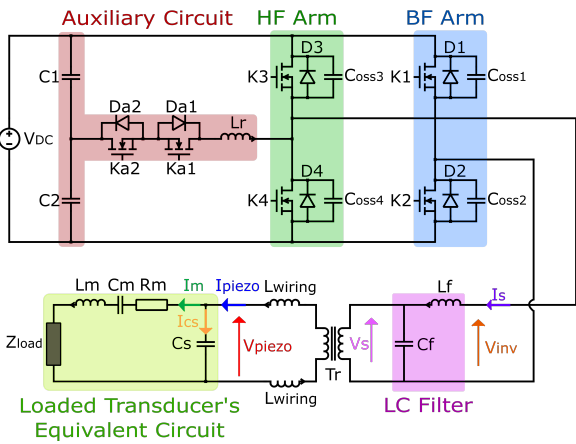 Auxiliary Circuit
HF Arm
BF Arm
D3
D1
C1
K3
Coss3
K1
Coss1
Da2
Da1
Lr
VDC
Ka2
Ka1
D4
D2
C2
K4
Coss4
K2
Coss2
Lm
Cm
Rm
Im
Ipiezo
Lwiring
Lf
Is
Ics
Zload
Cs
Vpiezo
Vs
Cf
Vinv
Tr
Lwiring
Loaded Transducer's
Equivalent Circuit
LC Filter